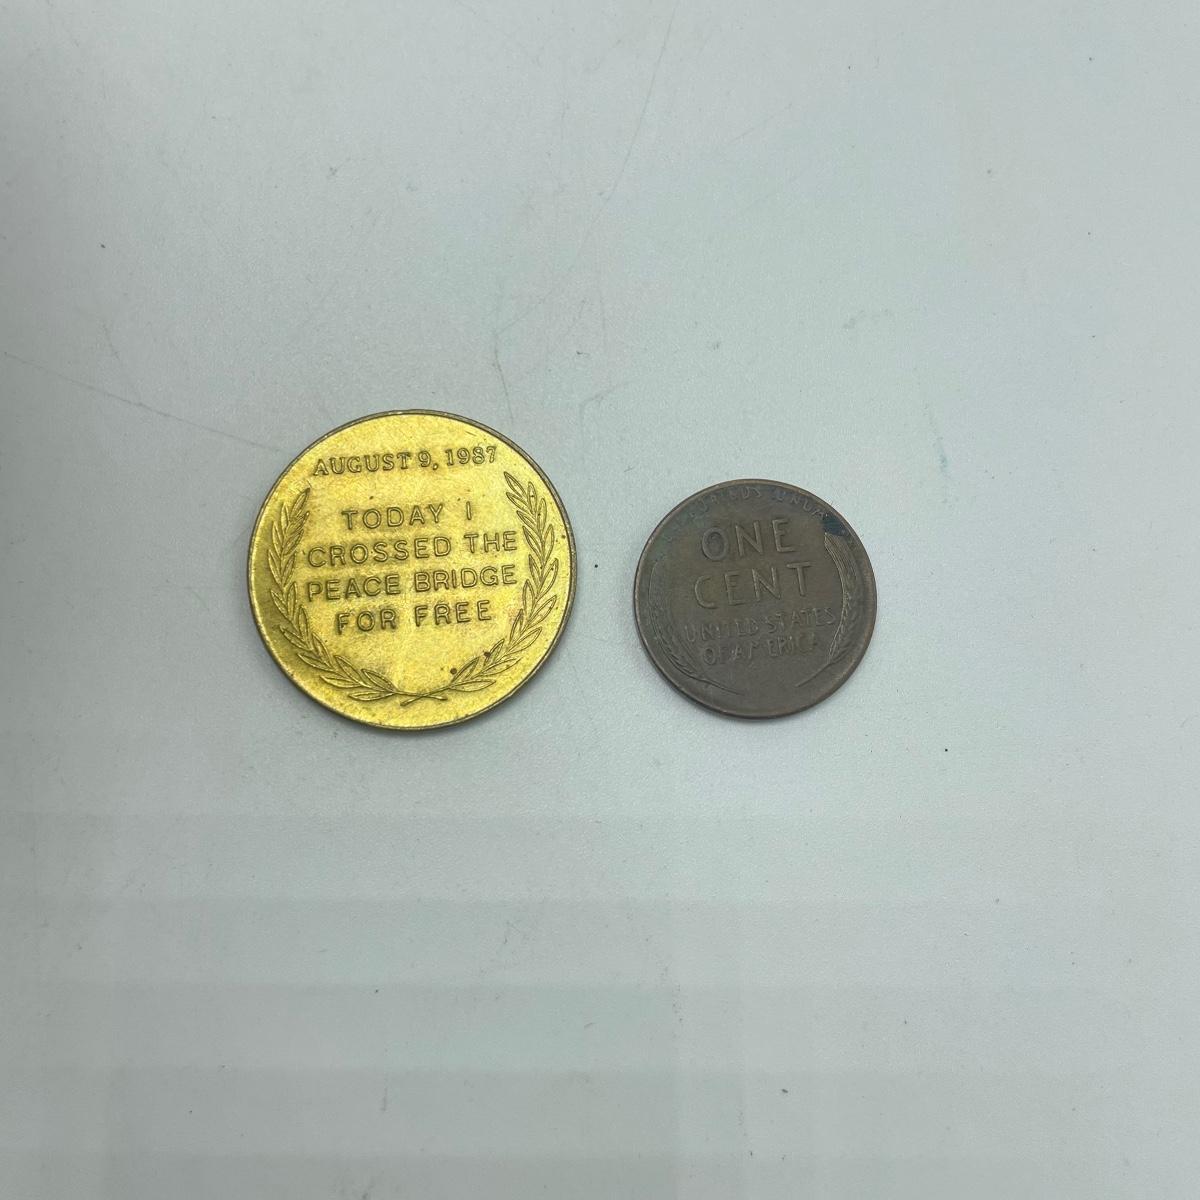 AUGUST 9, 1987
TODAY I
CROSSED THE
PEACE BRIDGE
FOR FREE
ONE
CENT
UNITED STATES
OF AMERICA